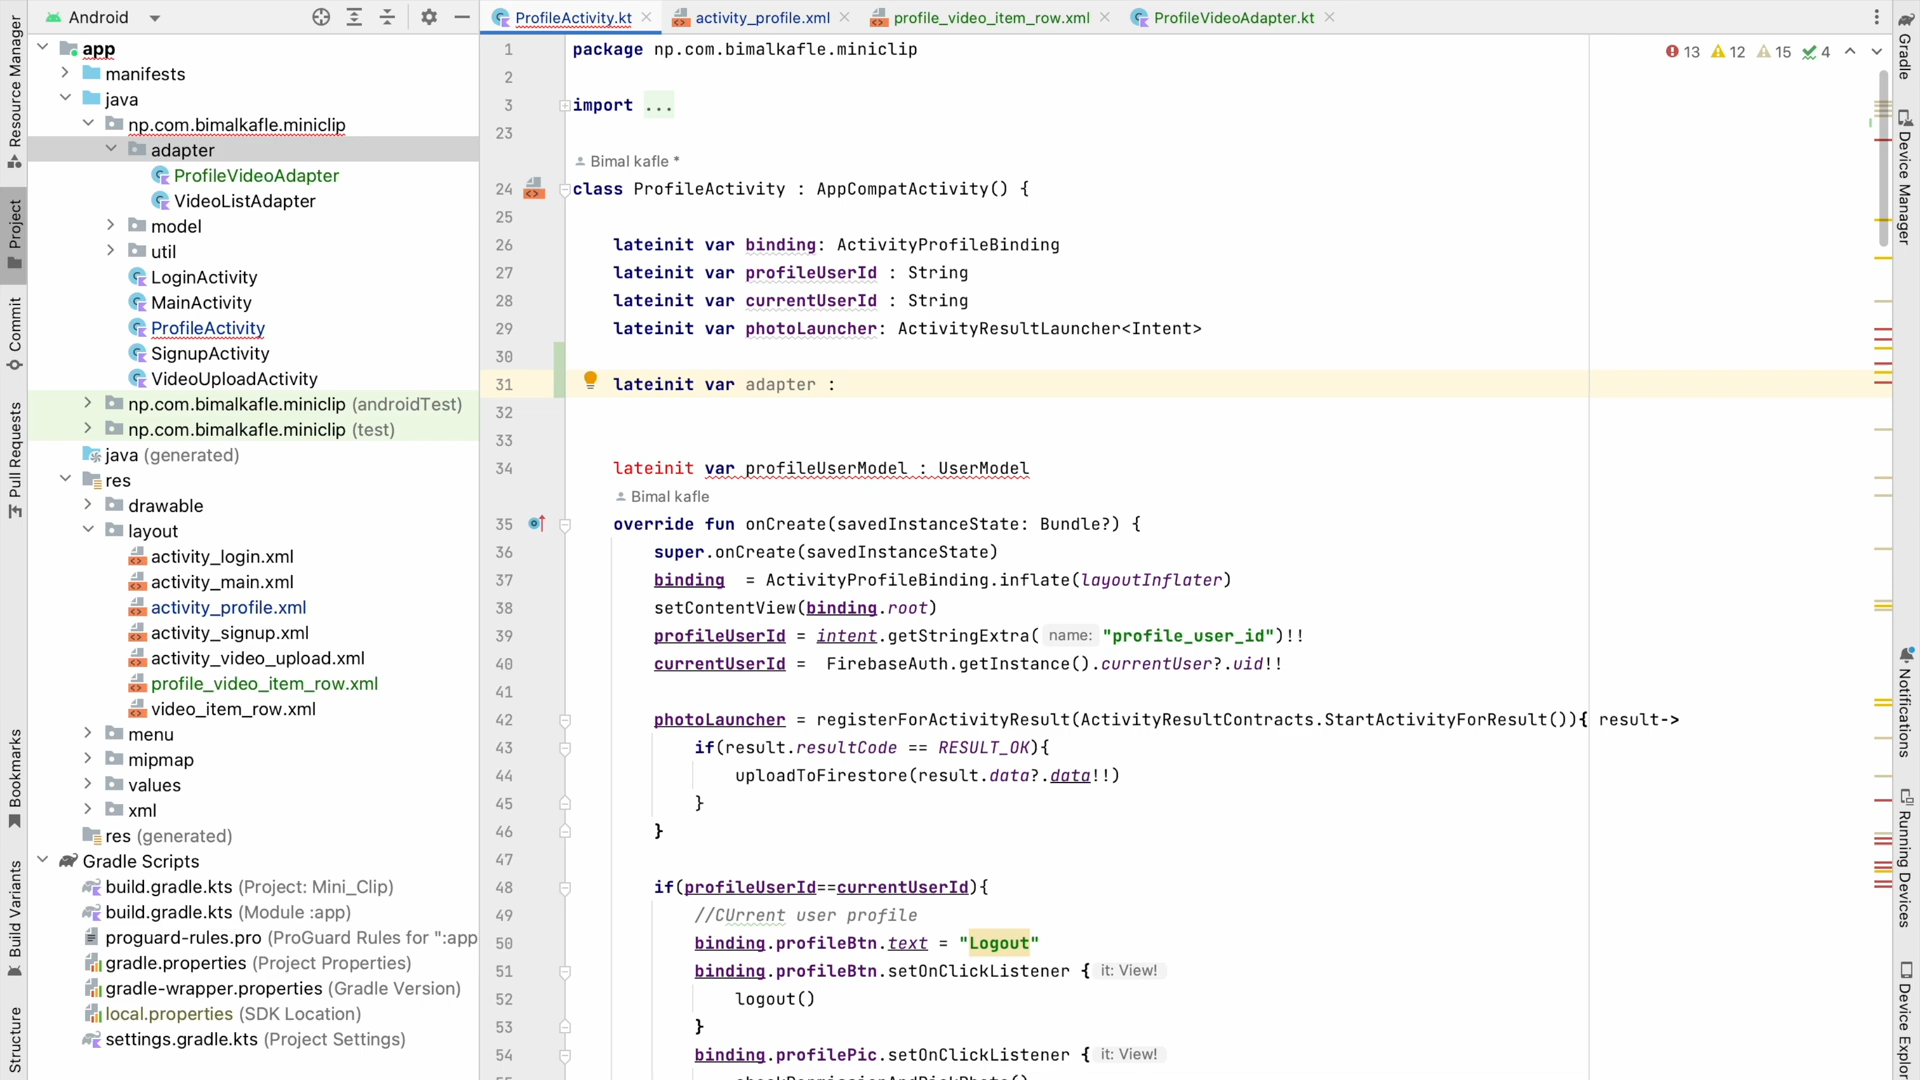 Android
ProfileActivity.kt
activity_profile.xml
profile_video_item_row.xml
ProfileVideoAdapter.kt
Resource Manager
Project
Commit
Pull Requests
Bookmarks
Build Variants
Structure
app
manifests
java
np.com.bimalkafle.miniclip
adapter
ProfileVideoAdapter
VideoListAdapter
model
util
LoginActivity
MainActivity
ProfileActivity
SignupActivity
VideoUploadActivity
np.com.bimalkafle.miniclip (androidTest)
np.com.bimalkafle.miniclip (test)
java (generated)
res
drawable
layout
activity_login.xml
activity_main.xml
activity_profile.xml
activity_signup.xml
activity_video_upload.xml
profile_video_item_row.xml
video_item_row.xml
menu
mipmap
values
xml
res (generated)
Gradle Scripts
build.gradle.kts (Project: Mini_Clip)
build.gradle.kts (Module :app)
proguard-rules.pro (ProGuard Rules for ":app
gradle.properties (Project Properties)
gradle-wrapper.properties (Gradle Version)
local.properties (SDK Location)
settings.gradle.kts (Project Settings)
13 12 15 4
1 package np.com.bimalkafle.miniclip
2
3 import ...
23
Bimal kafle *
24 class ProfileActivity : AppCompatActivity() {
25
26 lateinit var binding: ActivityProfileBinding
27 lateinit var profileUserId : String
28 lateinit var currentUserId : String
29 lateinit var photoLauncher: ActivityResultLauncher<Intent>
30
31 lateinit var adapter :
32
33
34 lateinit var profileUserModel : UserModel
Bimal kafle
35 override fun onCreate(savedInstanceState: Bundle?) {
36 super.onCreate(savedInstanceState)
37 binding = ActivityProfileBinding.inflate(layoutInflater)
38 setContentView(binding.root)
39 profileUserId = intent.getStringExtra( name: "profile_user_id")!!
40 currentUserId = FirebaseAuth.getInstance().currentUser?.uid!!
41
42 photoLauncher = registerForActivityResult(ActivityResultContracts.StartActivityForResult()){ result->
43 if(result.resultCode == RESULT_OK){
44 uploadToFirestore(result.data?.data!!)
45 }
46 }
47
48 if(profileUserId==currentUserId){
49 //CUrrent user profile
50 binding.profileBtn.text = "Logout"
51 binding.profileBtn.setOnClickListener { it: View!
52 logout()
53 }
54 binding.profilePic.setOnClickListener { it: View!
Gradle
Device Manager
Notifications
Running Devices
Device Explor